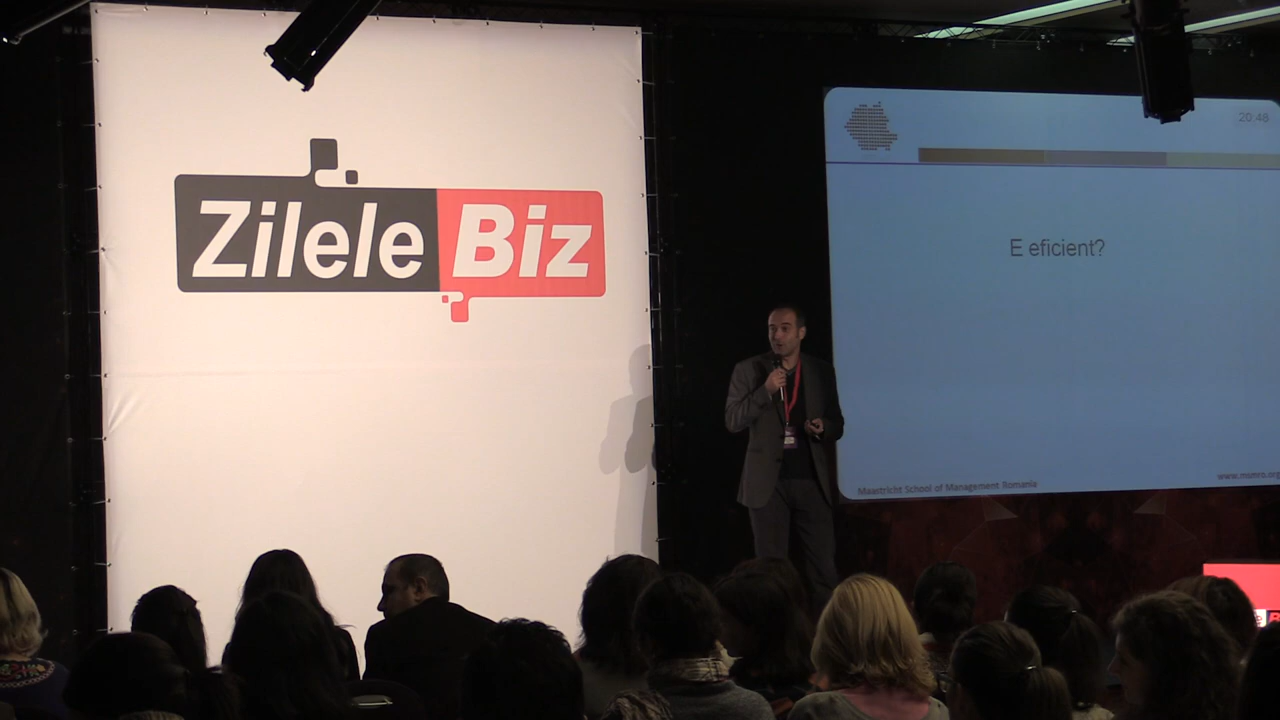 Zilele Biz
20:48
E eficient?
Maastricht School of Management Romania
www.msmro.org